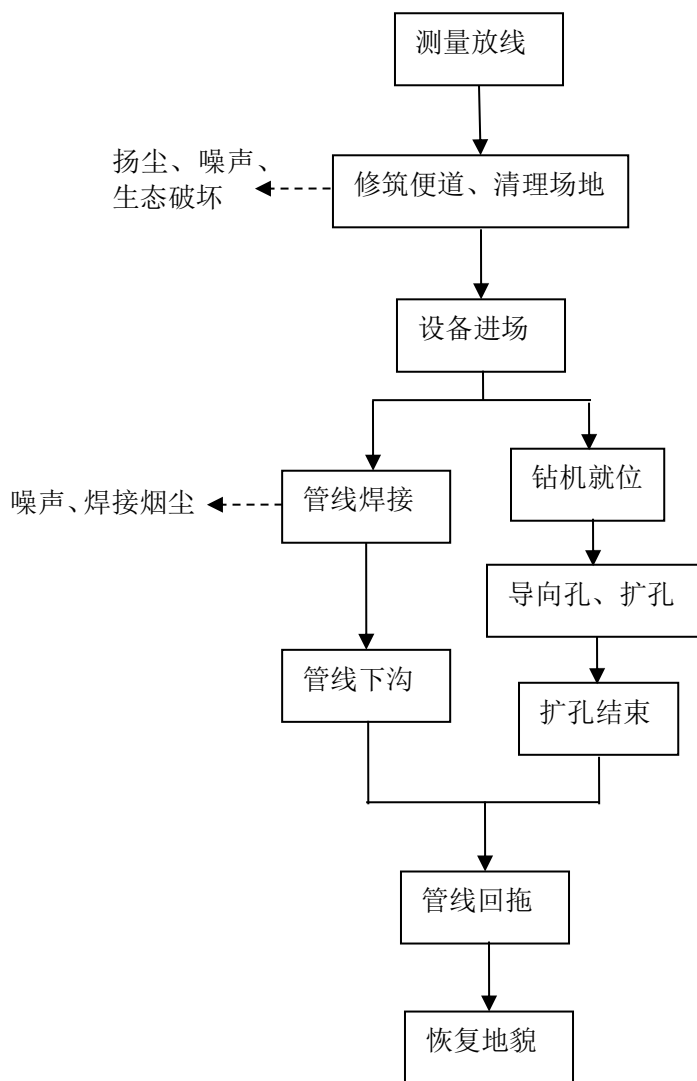 测量放线
扬尘、噪声、
生态破坏
修筑便道、清理场地
设备进场
钻机就位
噪声、焊接烟尘
管线焊接
导向孔、扩孔
管线下沟
扩孔结束
管线回拖
恢复地貌